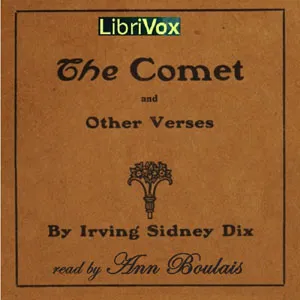 LibriVox
The Comet
and
Other Verses
By Irving Sidney Dix
read by Ann Boulais